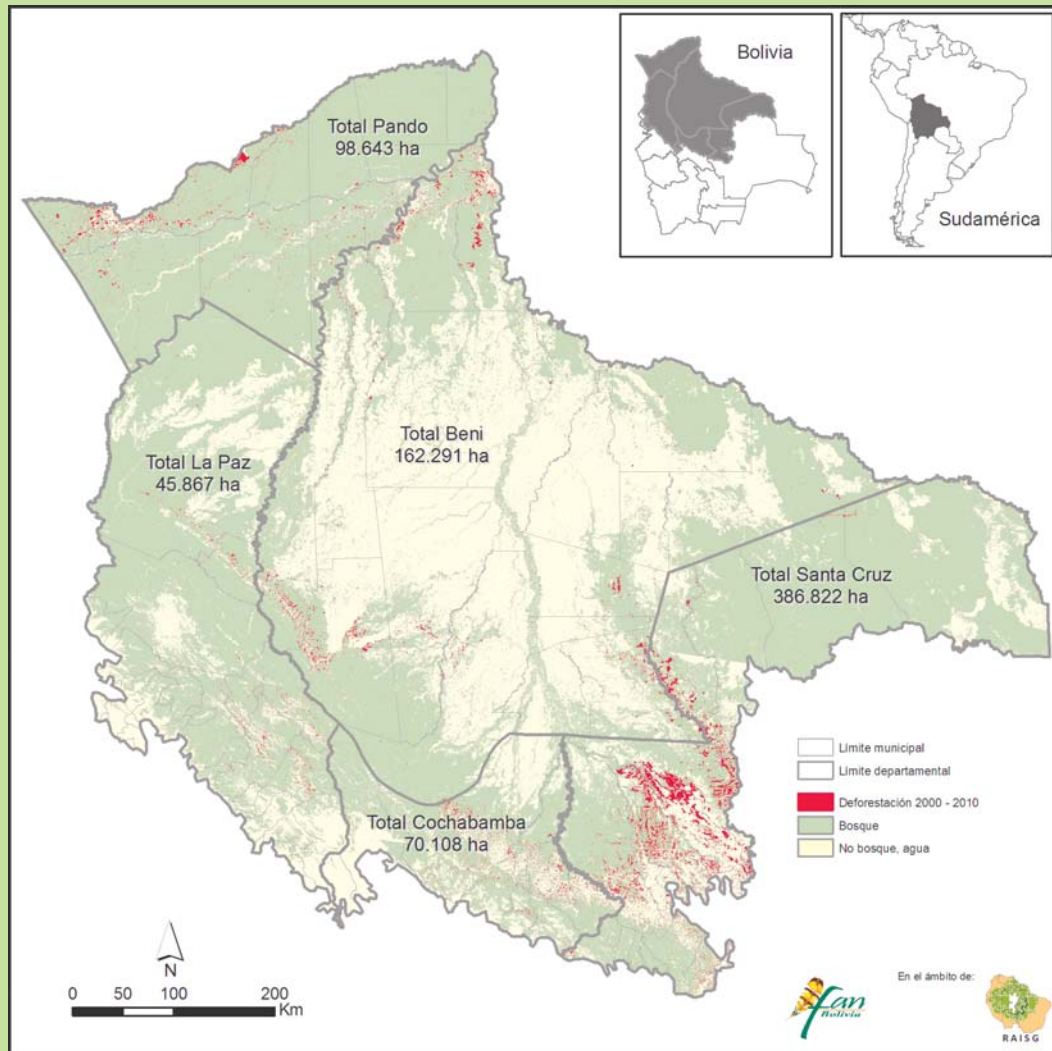 Bolivia
Sudamérica
Total Pando
98.643 ha
Total La Paz
45.867 ha
Total Beni
162.291 ha
Total Santa Cruz
386.822 ha
Total Cochabamba
70.108 ha
Límite municipal
Límite departamental
Deforestación 2000 - 2010
Bosque
No bosque, agua
N
0 50 100 200
Km
fan
Bolivia
En el ámbito de:
RAISG